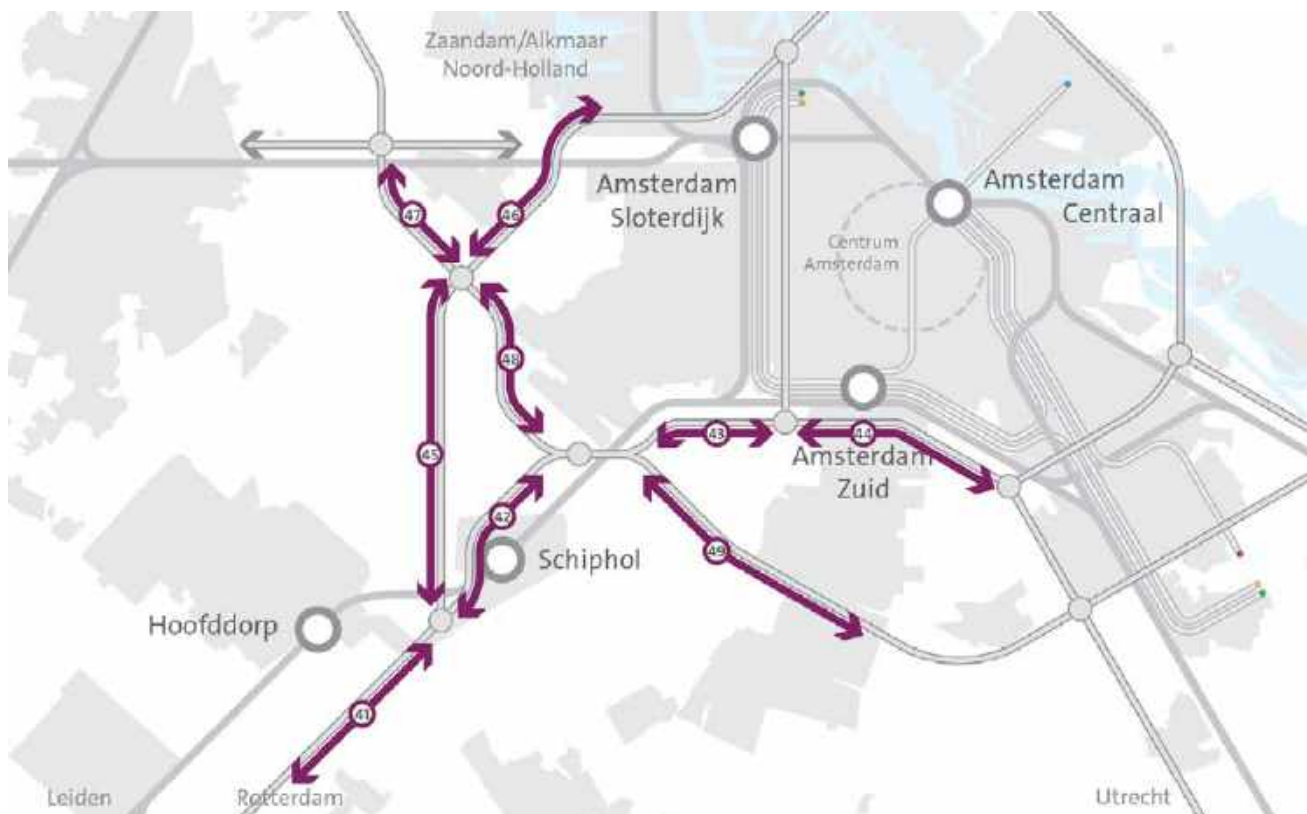 Zaandam/Alkmaar
Noord-Holland
Amsterdam
Sloterdijk
Amsterdam
Centraal
Centrum
Amsterdam
47
46
48
45
43
44
Amsterdam
Zuid
42
49
Schiphol
Hoofddorp
41
Leiden
Rotterdam
Utrecht